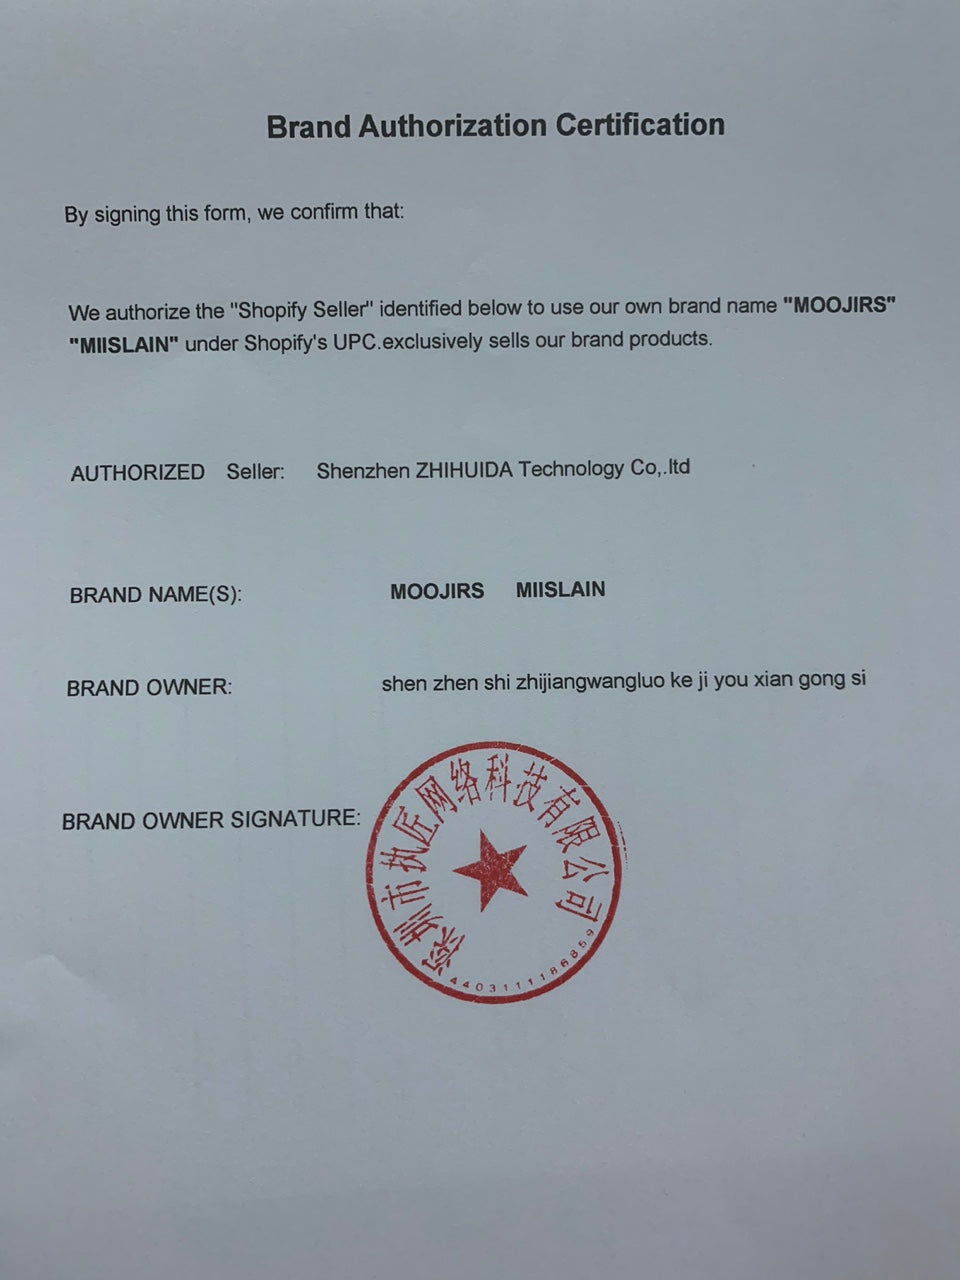 Brand Authorization Certification
By signing this form, we confirm that:
We authorize the "Shopify Seller" identified below to use our own brand name "MOOJIRS"
"MIISLAIN" under Shopify's UPC.exclusively sells our brand products.
AUTHORIZED Seller: Shenzhen ZHIHUIDA Technology Co,.ltd
BRAND NAME(S): MOOJIRS MIISLAIN
BRAND OWNER: shen zhen shi zhijiangwangluo ke ji you xian gong si
BRAND OWNER SIGNATURE:
深圳市执匠网络科技有限公司
4403111186859